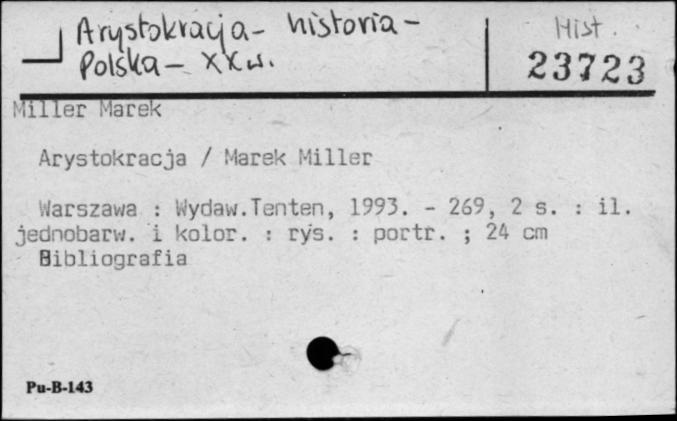 Arystokracja - historia -
Polska - XX w.
Hist.
23723
Miller Marek
Arystokracja / Marek Miller
Warszawa : Wydaw.Tenten, 1993. - 269, 2 s. : il.
jednobarw. i kolor. : rys. : portr. ; 24 cm
Bibliografia
Pu-B-143